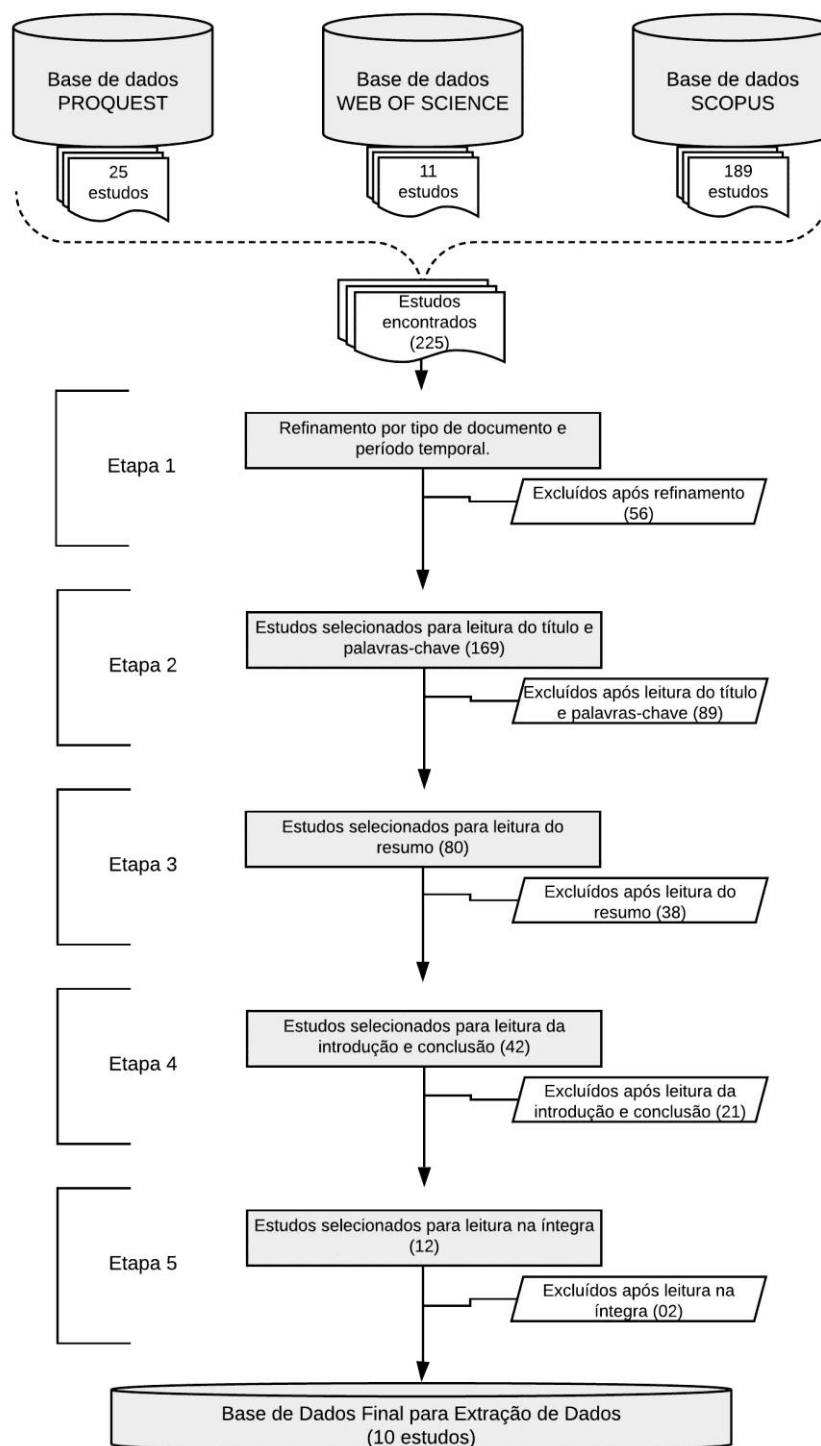 Base de dados
PROQUEST
Base de dados
WEB OF SCIENCE
Base de dados
SCOPUS
25
estudos
11
estudos
189
estudos
Estudos
encontrados
(225)
Etapa 1
Refinamento por tipo de documento e
período temporal.
Excluídos após refinamento
(56)
Etapa 2
Estudos selecionados para leitura do título e
palavras-chave (169)
Excluídos após leitura do título
e palavras-chave (89)
Etapa 3
Estudos selecionados para leitura do
resumo (80)
Excluídos após leitura do
resumo (38)
Etapa 4
Estudos selecionados para leitura da
introdução e conclusão (42)
Excluídos após leitura da
introdução e conclusão (21)
Etapa 5
Estudos selecionados para leitura na íntegra
(12)
Excluídos após leitura na
íntegra (02)
Base de Dados Final para Extração de Dados
(10 estudos)